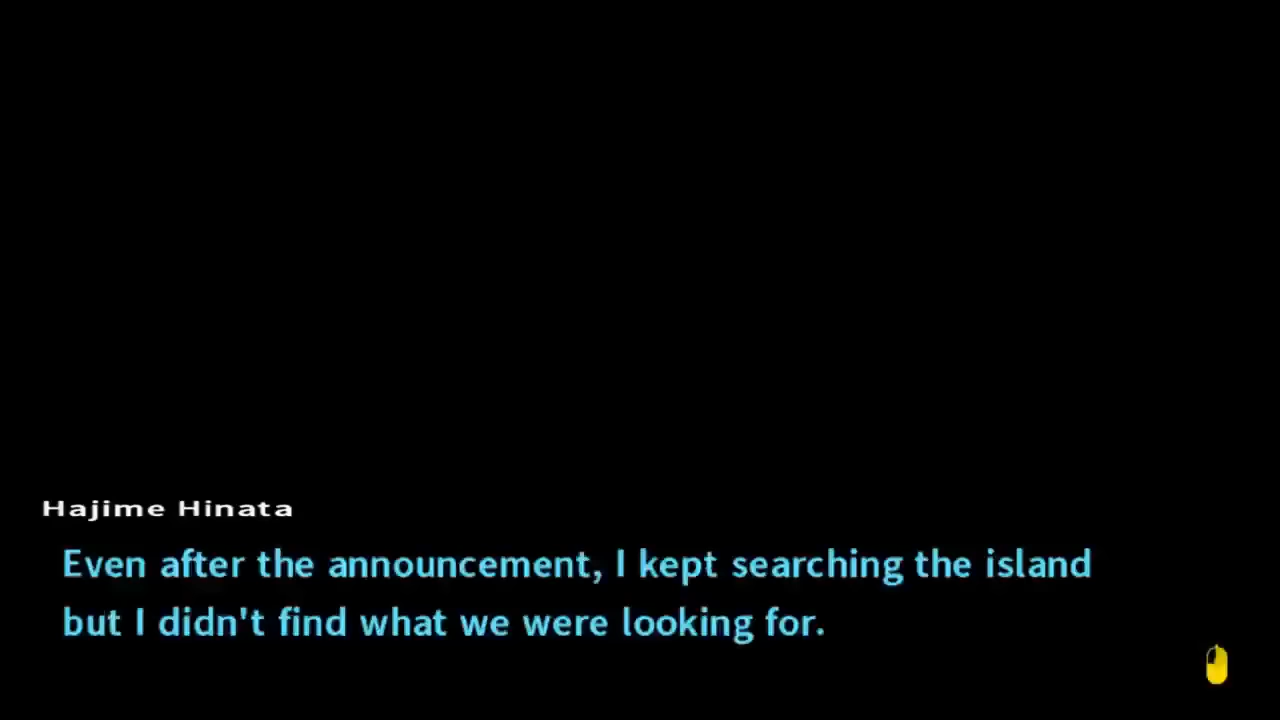 Hajime Hinata
Even after the announcement, I kept searching the island
but I didn't find what we were looking for.